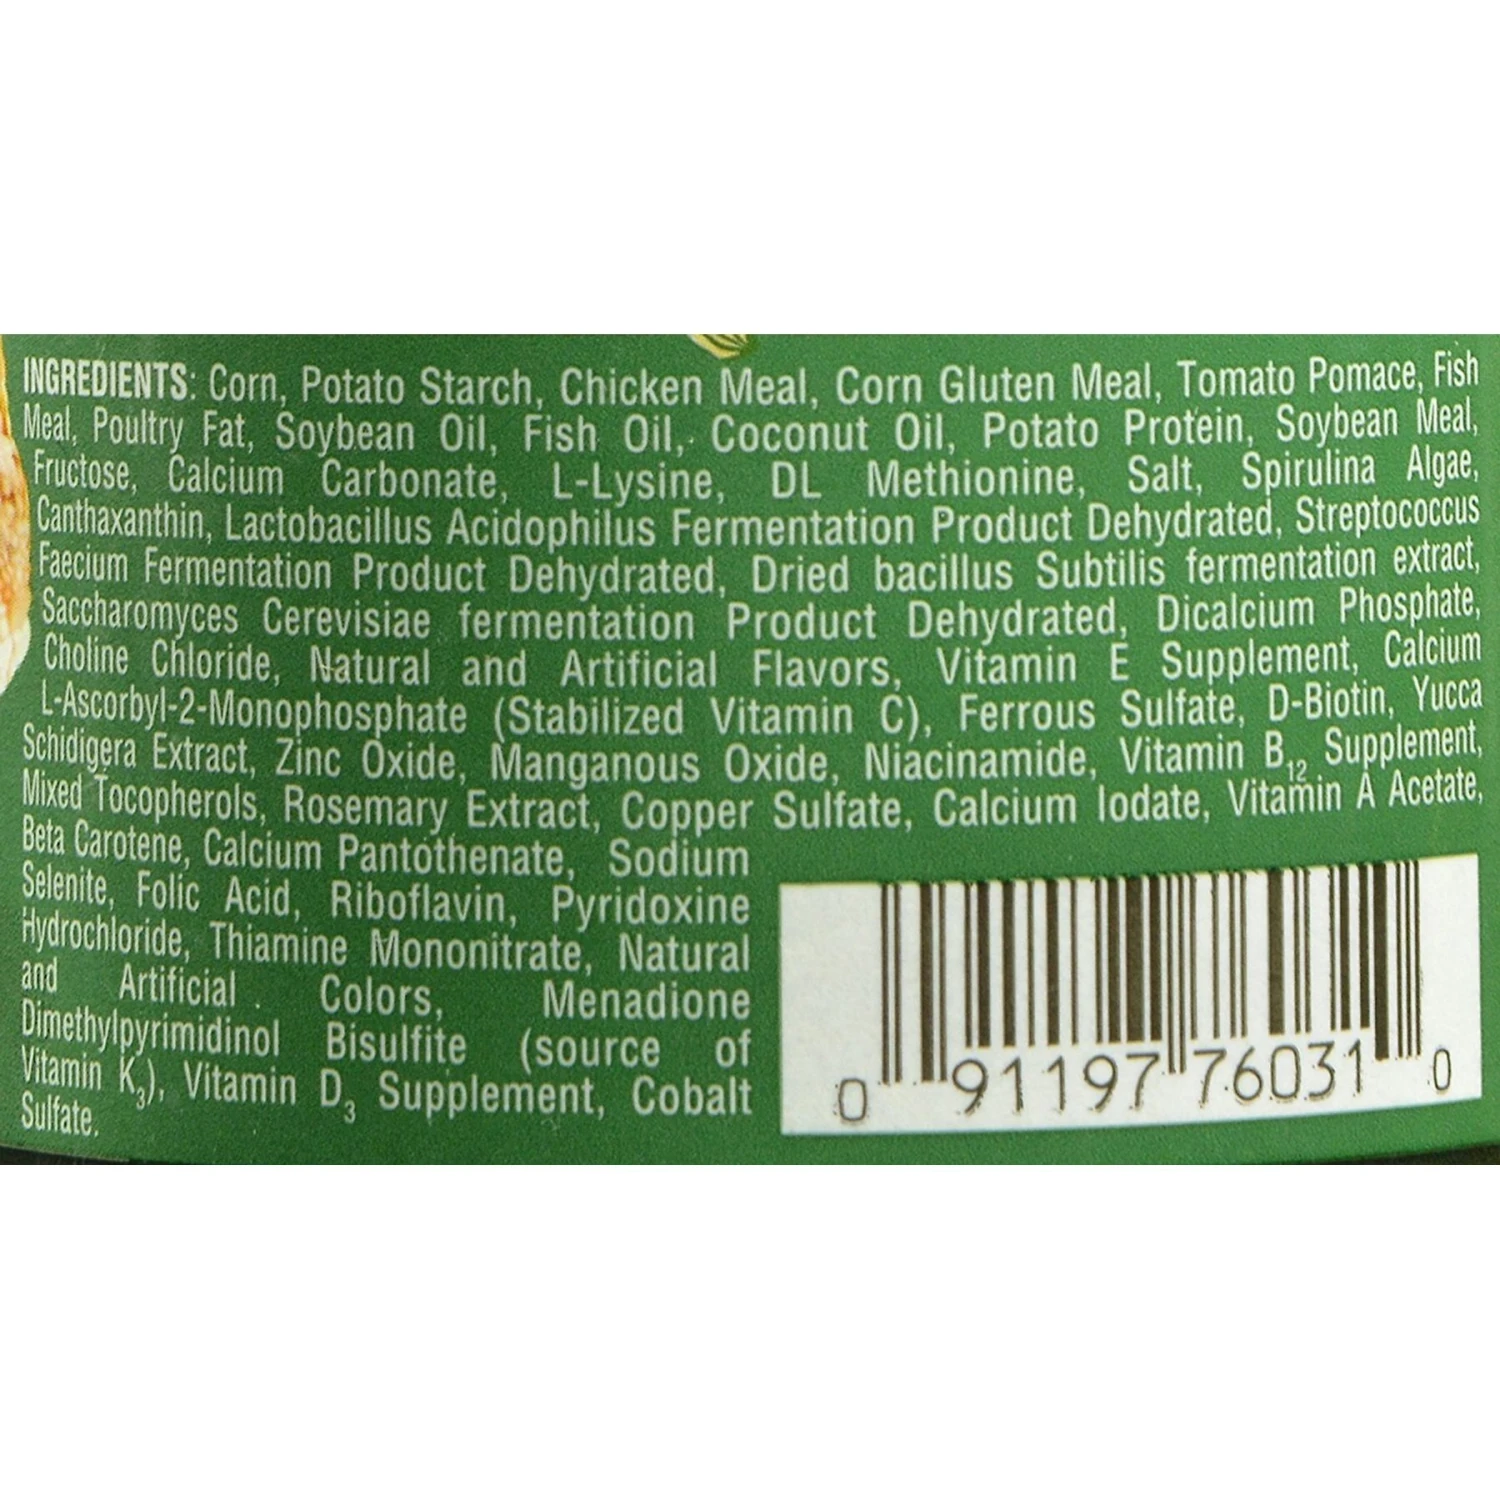 INGREDIENTS: Corn, Potato Starch, Chicken Meal, Corn Gluten Meal, Tomato Pomace, Fish
Meal, Poultry Fat, Soybean Oil, Fish Oil, Coconut Oil, Potato Protein, Soybean Meal,
Fructose, Calcium Carbonate, L-Lysine, DL Methionine, Salt, Spirulina Algae,
Canthaxanthin, Lactobacillus Acidophilus Fermentation Product Dehydrated, Streptococcus
Faecium Fermentation Product Dehydrated, Dried bacillus Subtilis fermentation extract,
Saccharomyces Cerevisiae fermentation Product Dehydrated, Dicalcium Phosphate,
Choline Chloride, Natural and Artificial Flavors, Vitamin E Supplement, Calcium
L-Ascorbyl-2-Monophosphate (Stabilized Vitamin C), Ferrous Sulfate, D-Biotin, Yucca
Schidigera Extract, Zinc Oxide, Manganous Oxide, Niacinamide, Vitamin B12 Supplement,
Mixed Tocopherols, Rosemary Extract, Copper Sulfate, Calcium Iodate, Vitamin A Acetate,
Beta Carotene, Calcium Pantothenate, Sodium
Selenite, Folic Acid, Riboflavin, Pyridoxine
Hydrochloride, Thiamine Mononitrate, Natural
and Artificial Colors, Menadione
Dimethylpyrimidinol Bisulfite (source of
Vitamin K3), Vitamin D3 Supplement, Cobalt
Sulfate.
0 91197 76031 0